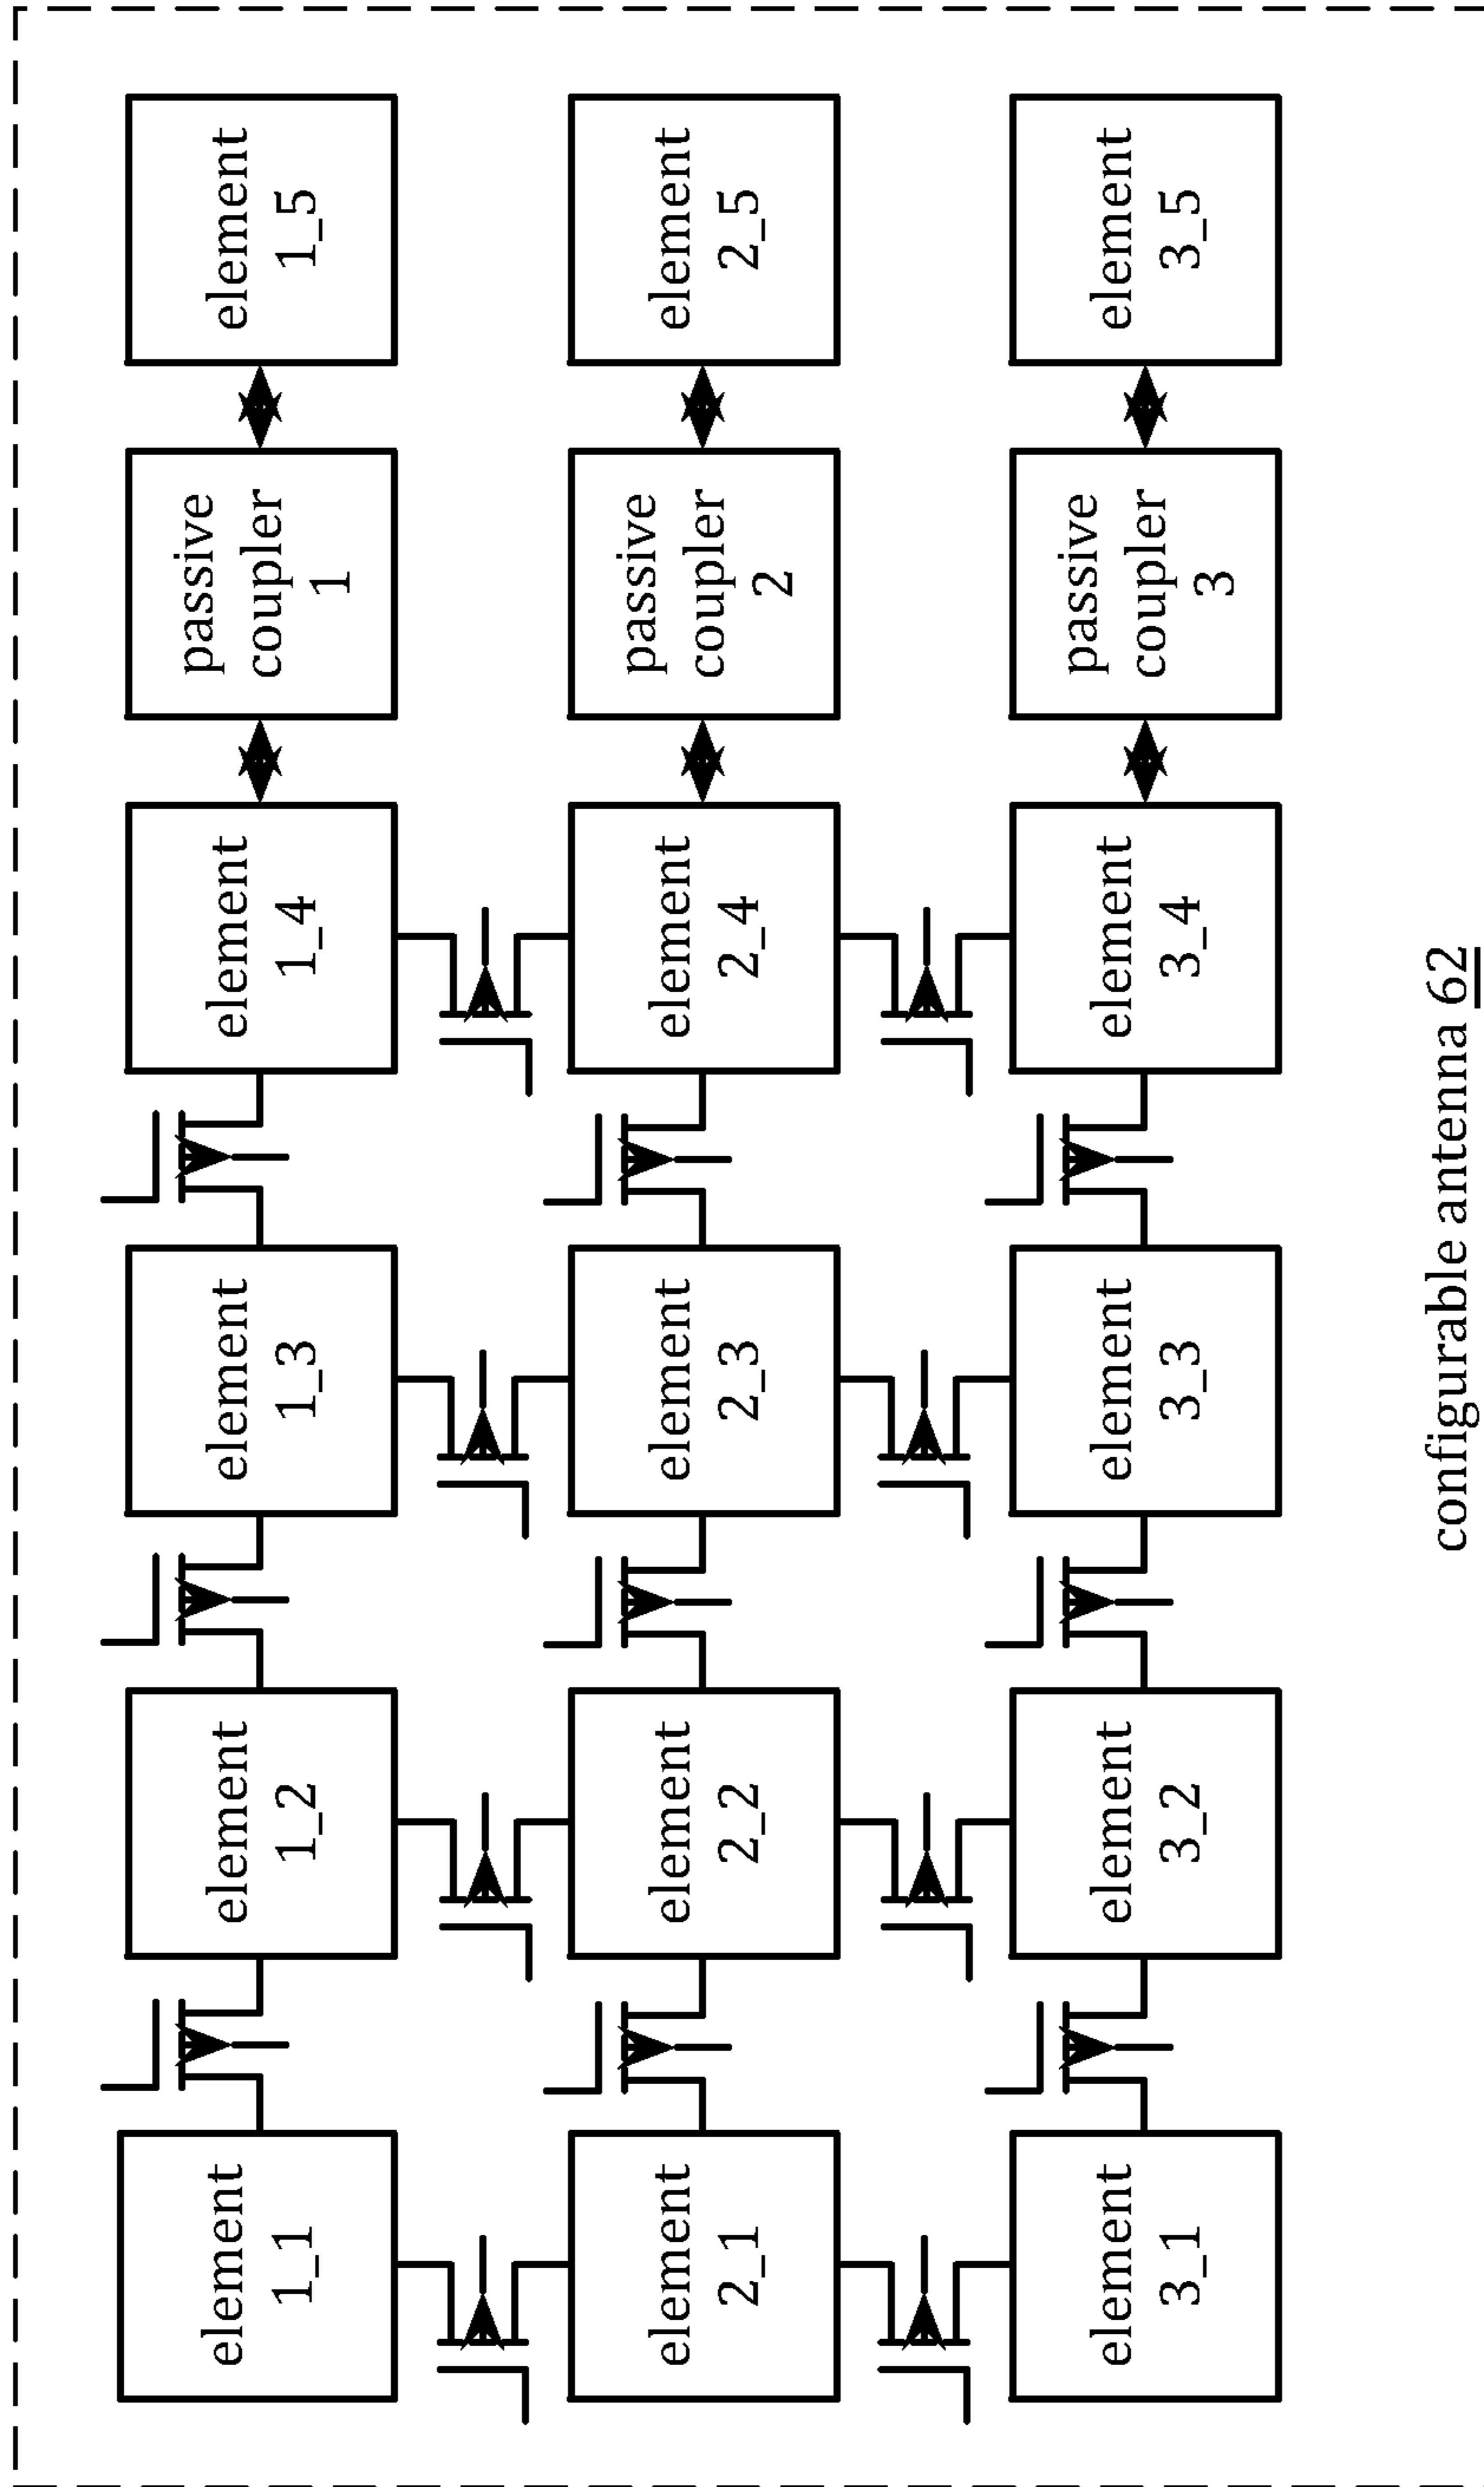 element
1_1
element
1_2
element
1_3
element
1_4
passive
coupler
1
element
1_5
element
2_1
element
2_2
element
2_3
element
2_4
passive
coupler
2
element
2_5
element
3_1
element
3_2
element
3_3
element
3_4
passive
coupler
3
element
3_5
configurable antenna 62